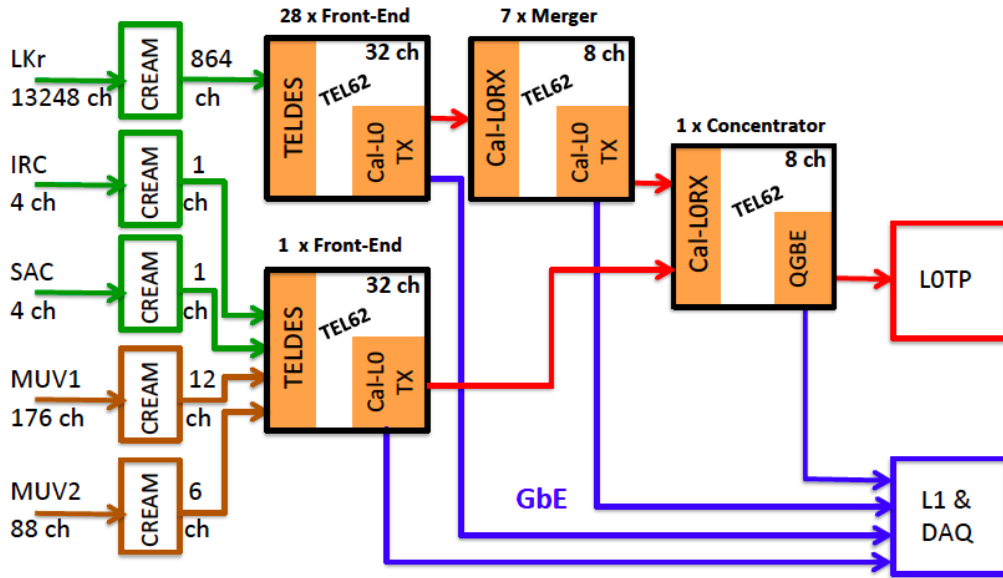 28 x Front-End
7 x Merger
LKr
13248 ch
CREAM
864
ch
TELDES
32 ch
TEL62
Cal-L0
TX
Cal-L0RX
8 ch
TEL62
Cal-L0
TX
1 x Concentrator
Cal-L0RX
8 ch
TEL62
QGBE
L0TP
IRC
4 ch
CREAM
1
ch
SAC
4 ch
CREAM
1
ch
1 x Front-End
TELDES
32 ch
TEL62
Cal-L0
TX
MUV1
176 ch
CREAM
12
ch
MUV2
88 ch
CREAM
6
ch
GbE
L1 &
DAQ